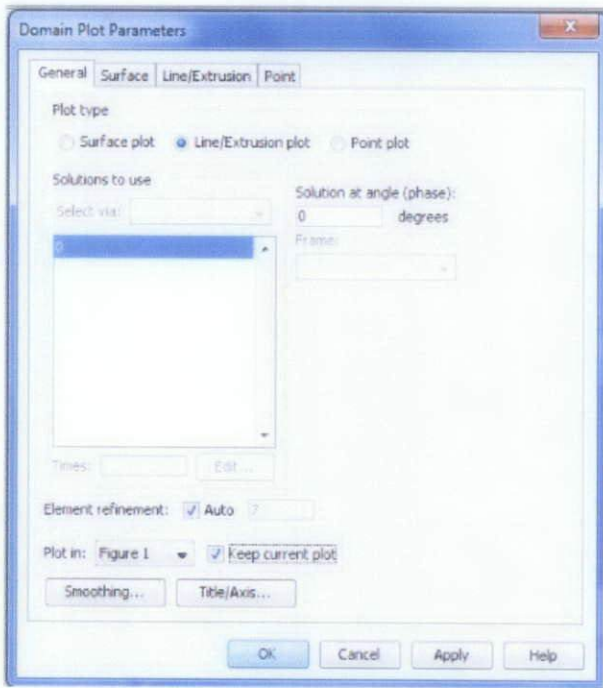 Domain Plot Parameters
General Surface Line/Extrusion Point
Plot type
Surface plot Line/Extrusion plot Point plot
Solutions to use
Solution at angle (phase):
Select via:
0 degrees
Frame:
0
Times: Edit...
Element refinement: Auto 7
Plot in: Figure 1 Keep current plot
Smoothing... Title/Axis...
OK Cancel Apply Help